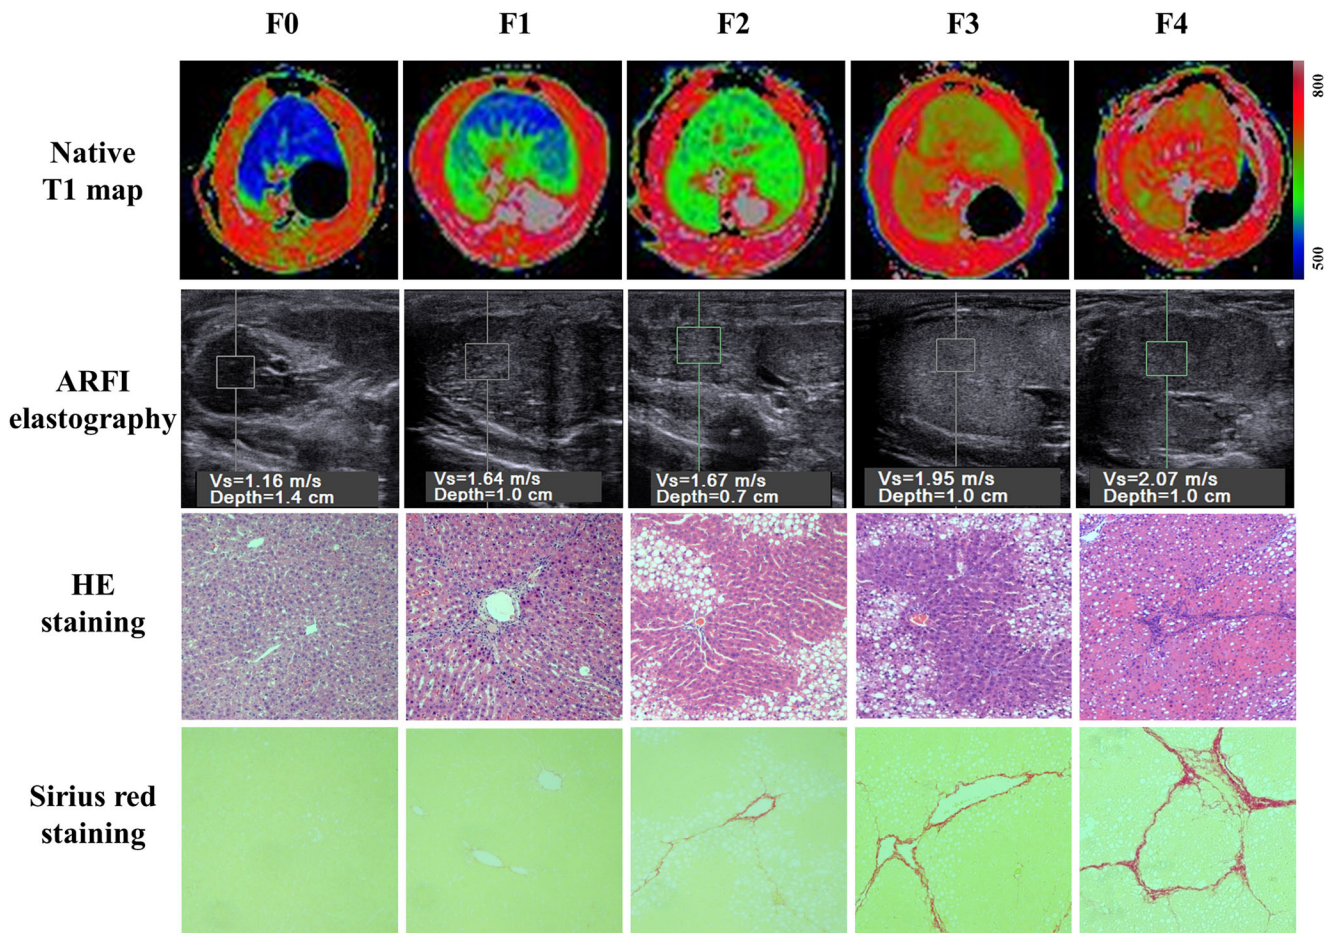 F0 F1 F2 F3 F4
Native
T1 map
800
500
ARFI
elastography
Vs=1.16 m/s
Depth=1.4 cm
Vs=1.64 m/s
Depth=1.0 cm
Vs=1.67 m/s
Depth=0.7 cm
Vs=1.95 m/s
Depth=1.0 cm
Vs=2.07 m/s
Depth=1.0 cm
HE
staining
Sirius red
staining